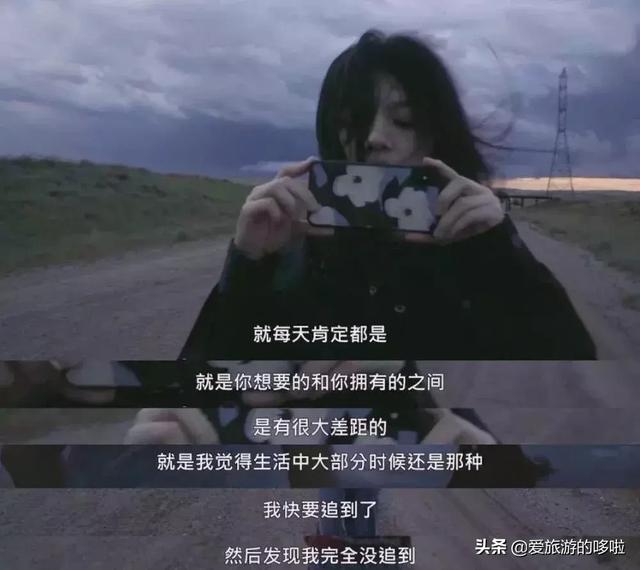 就每天肯定都是
就是你想要的和你拥有的之间
是有很大差距的
就是我觉得生活中大部分时候还是那种
我快要追到了
然后发现我完全没追到
头条 @爱旅游的哆啦